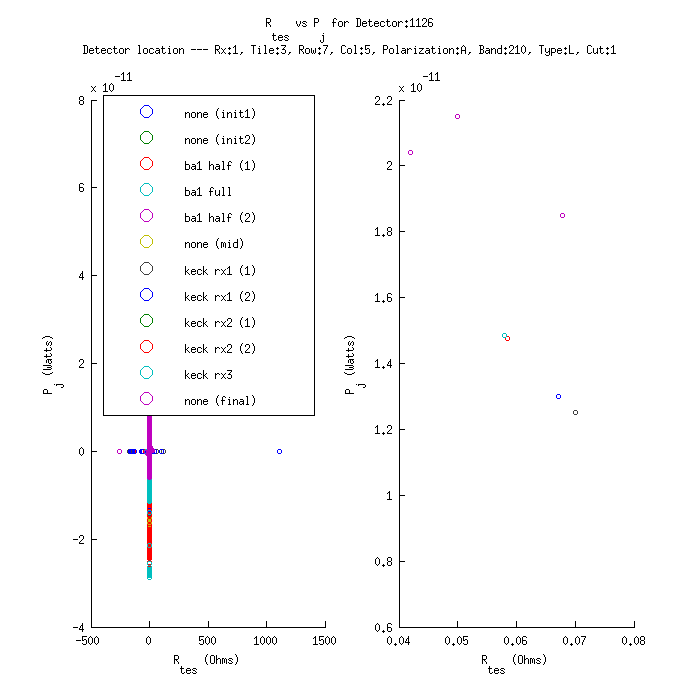 R    vs P  for Detector:1126
tes    j
Detector location --- Rx:1, Tile:3, Row:7, Col:5, Polarization:A, Band:210, Type:L, Cut:1
x 10^-11
8
6
4
2
0
-2
-4
-500 0 500 1000 1500
P_j (Watts)
R_tes (Ohms)
none (init1)
none (init2)
ba1 half (1)
ba1 full
ba1 half (2)
none (mid)
keck rx1 (1)
keck rx1 (2)
keck rx2 (1)
keck rx2 (2)
keck rx3
none (final)
x 10^-11
2.2
2
1.8
1.6
1.4
1.2
1
0.8
0.6
0.04 0.05 0.06 0.07 0.08
P_j (Watts)
R_tes (Ohms)